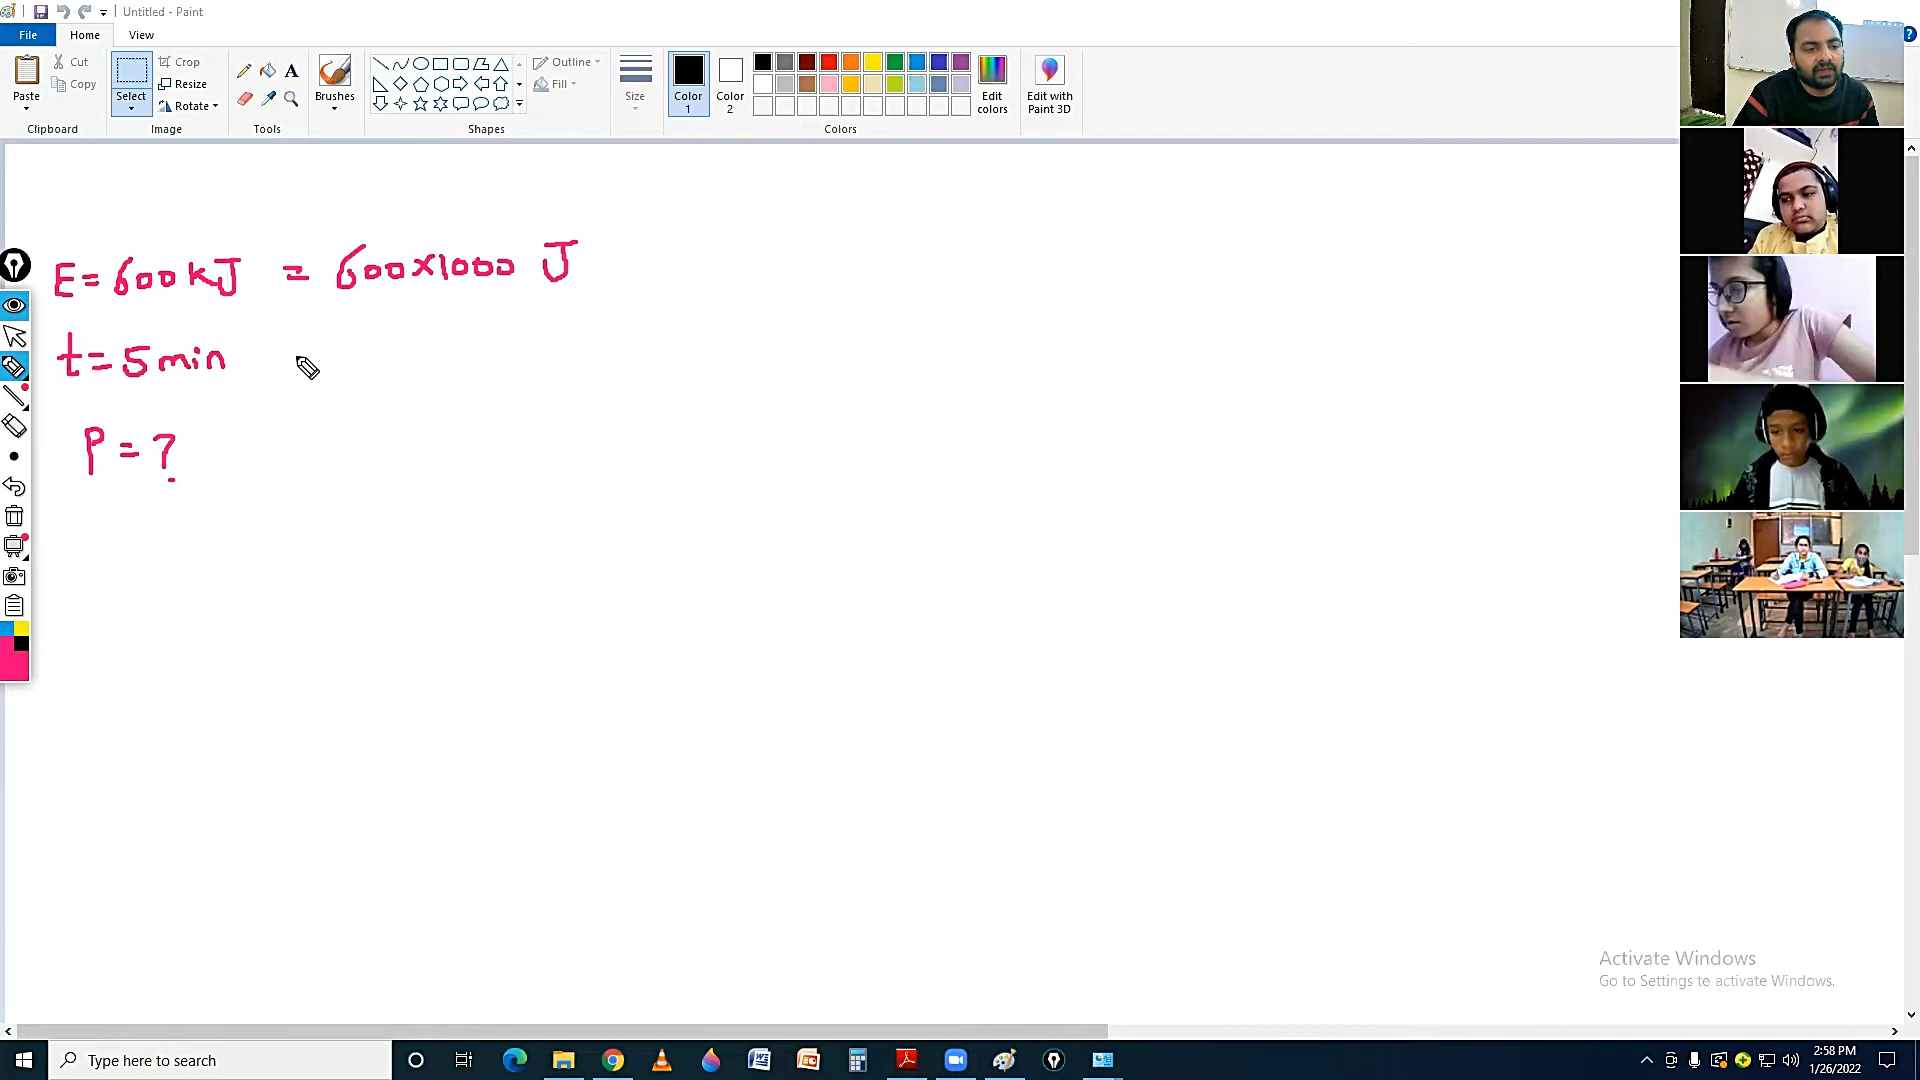 Untitled - Paint
File Home View
Paste
Cut
Copy
Clipboard
Select
Crop
Resize
Rotate
Image
Tools
Brushes
Shapes
Outline
Fill
Size
Color 1
Color 2
Colors
Edit colors
Edit with Paint 3D
E = 600 kJ = 600×1000 J
t = 5 min
P = ?
Activate Windows
Go to Settings to activate Windows.
Type here to search
2:58 PM
1/26/2022